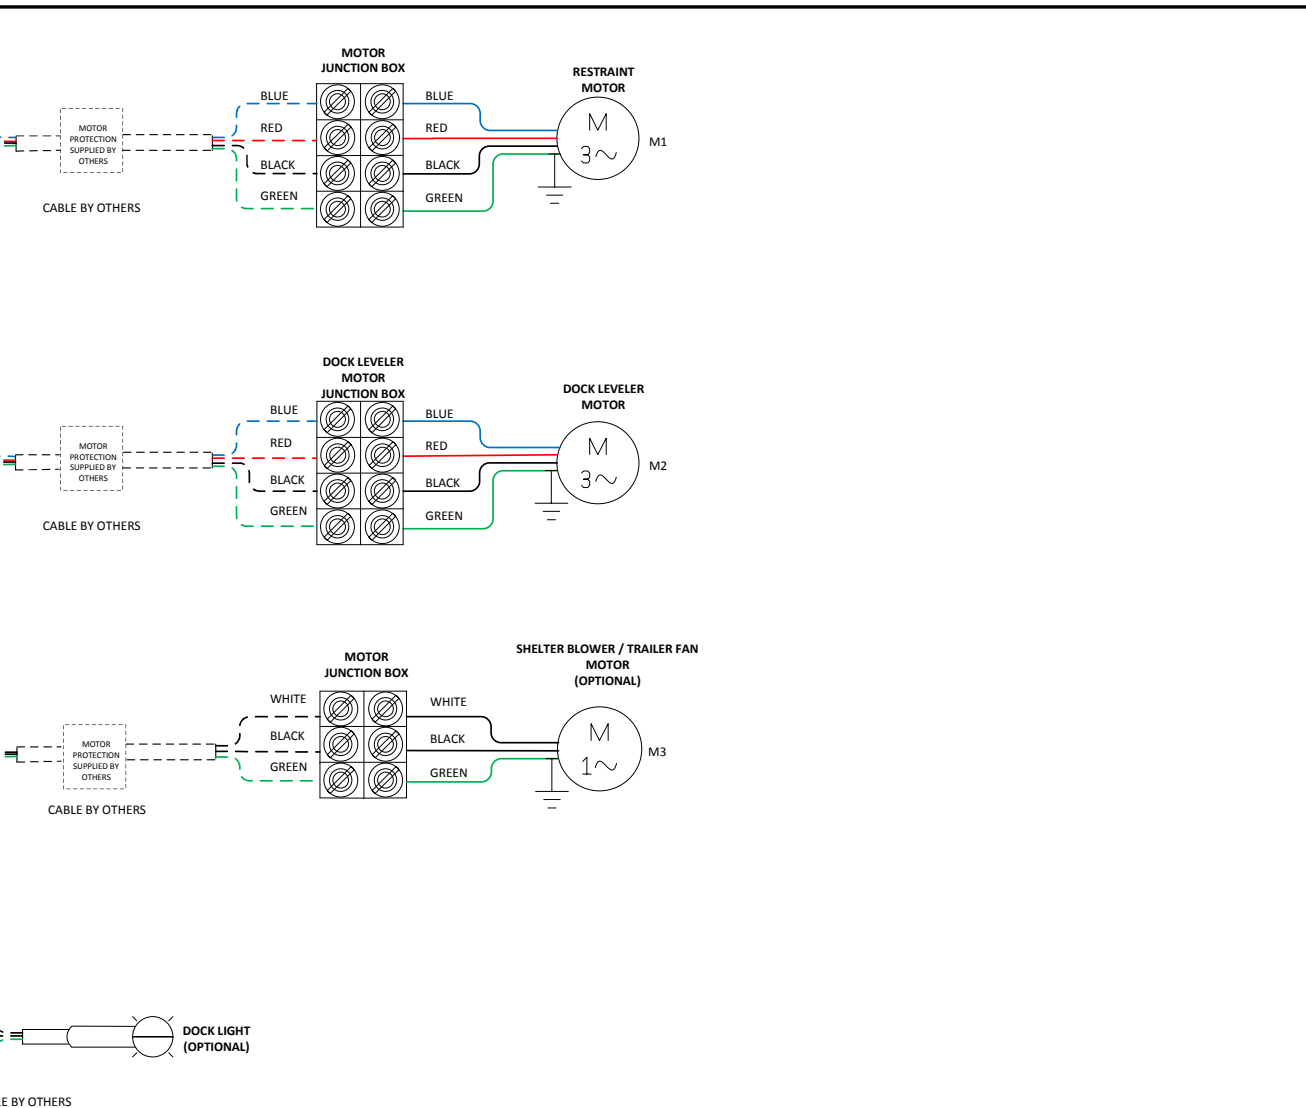 MOTOR
JUNCTION BOX
RESTRAINT
MOTOR
BLUE
BLUE
MOTOR
PROTECTION
SUPPLIED BY
OTHERS
RED
RED
M
3~
M1
BLACK
BLACK
GREEN
GREEN
CABLE BY OTHERS
DOCK LEVELER
MOTOR
JUNCTION BOX
DOCK LEVELER
MOTOR
BLUE
BLUE
MOTOR
PROTECTION
SUPPLIED BY
OTHERS
RED
RED
M
3~
M2
BLACK
BLACK
GREEN
GREEN
CABLE BY OTHERS
MOTOR
JUNCTION BOX
SHELTER BLOWER / TRAILER FAN
MOTOR
(OPTIONAL)
WHITE
WHITE
MOTOR
PROTECTION
SUPPLIED BY
OTHERS
BLACK
BLACK
M
1~
M3
GREEN
GREEN
CABLE BY OTHERS
DOCK LIGHT
(OPTIONAL)
BY OTHERS